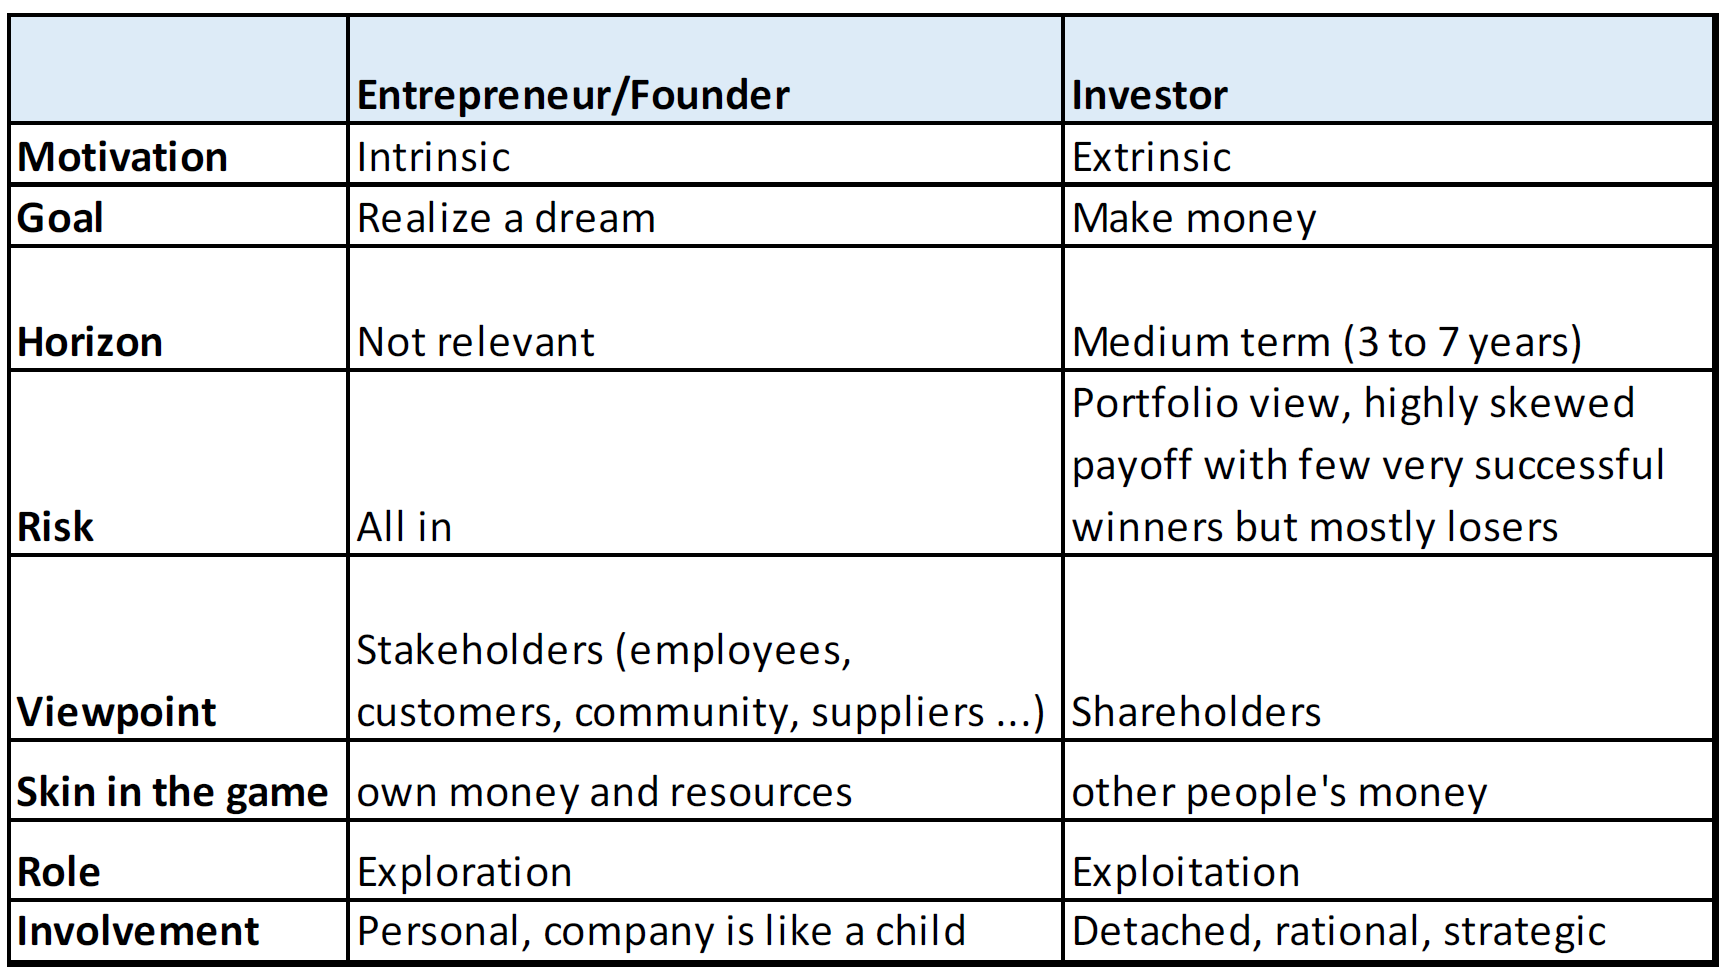 Entrepreneur/Founder Investor
Motivation Intrinsic Extrinsic
Goal Realize a dream Make money
Horizon Not relevant Medium term (3 to 7 years)
Portfolio view, highly skewed
payoff with few very successful
Risk All in winners but mostly losers
Stakeholders (employees,
Viewpoint customers, community, suppliers ...) Shareholders
Skin in the game own money and resources other people's money
Role Exploration Exploitation
Involvement Personal, company is like a child Detached, rational, strategic